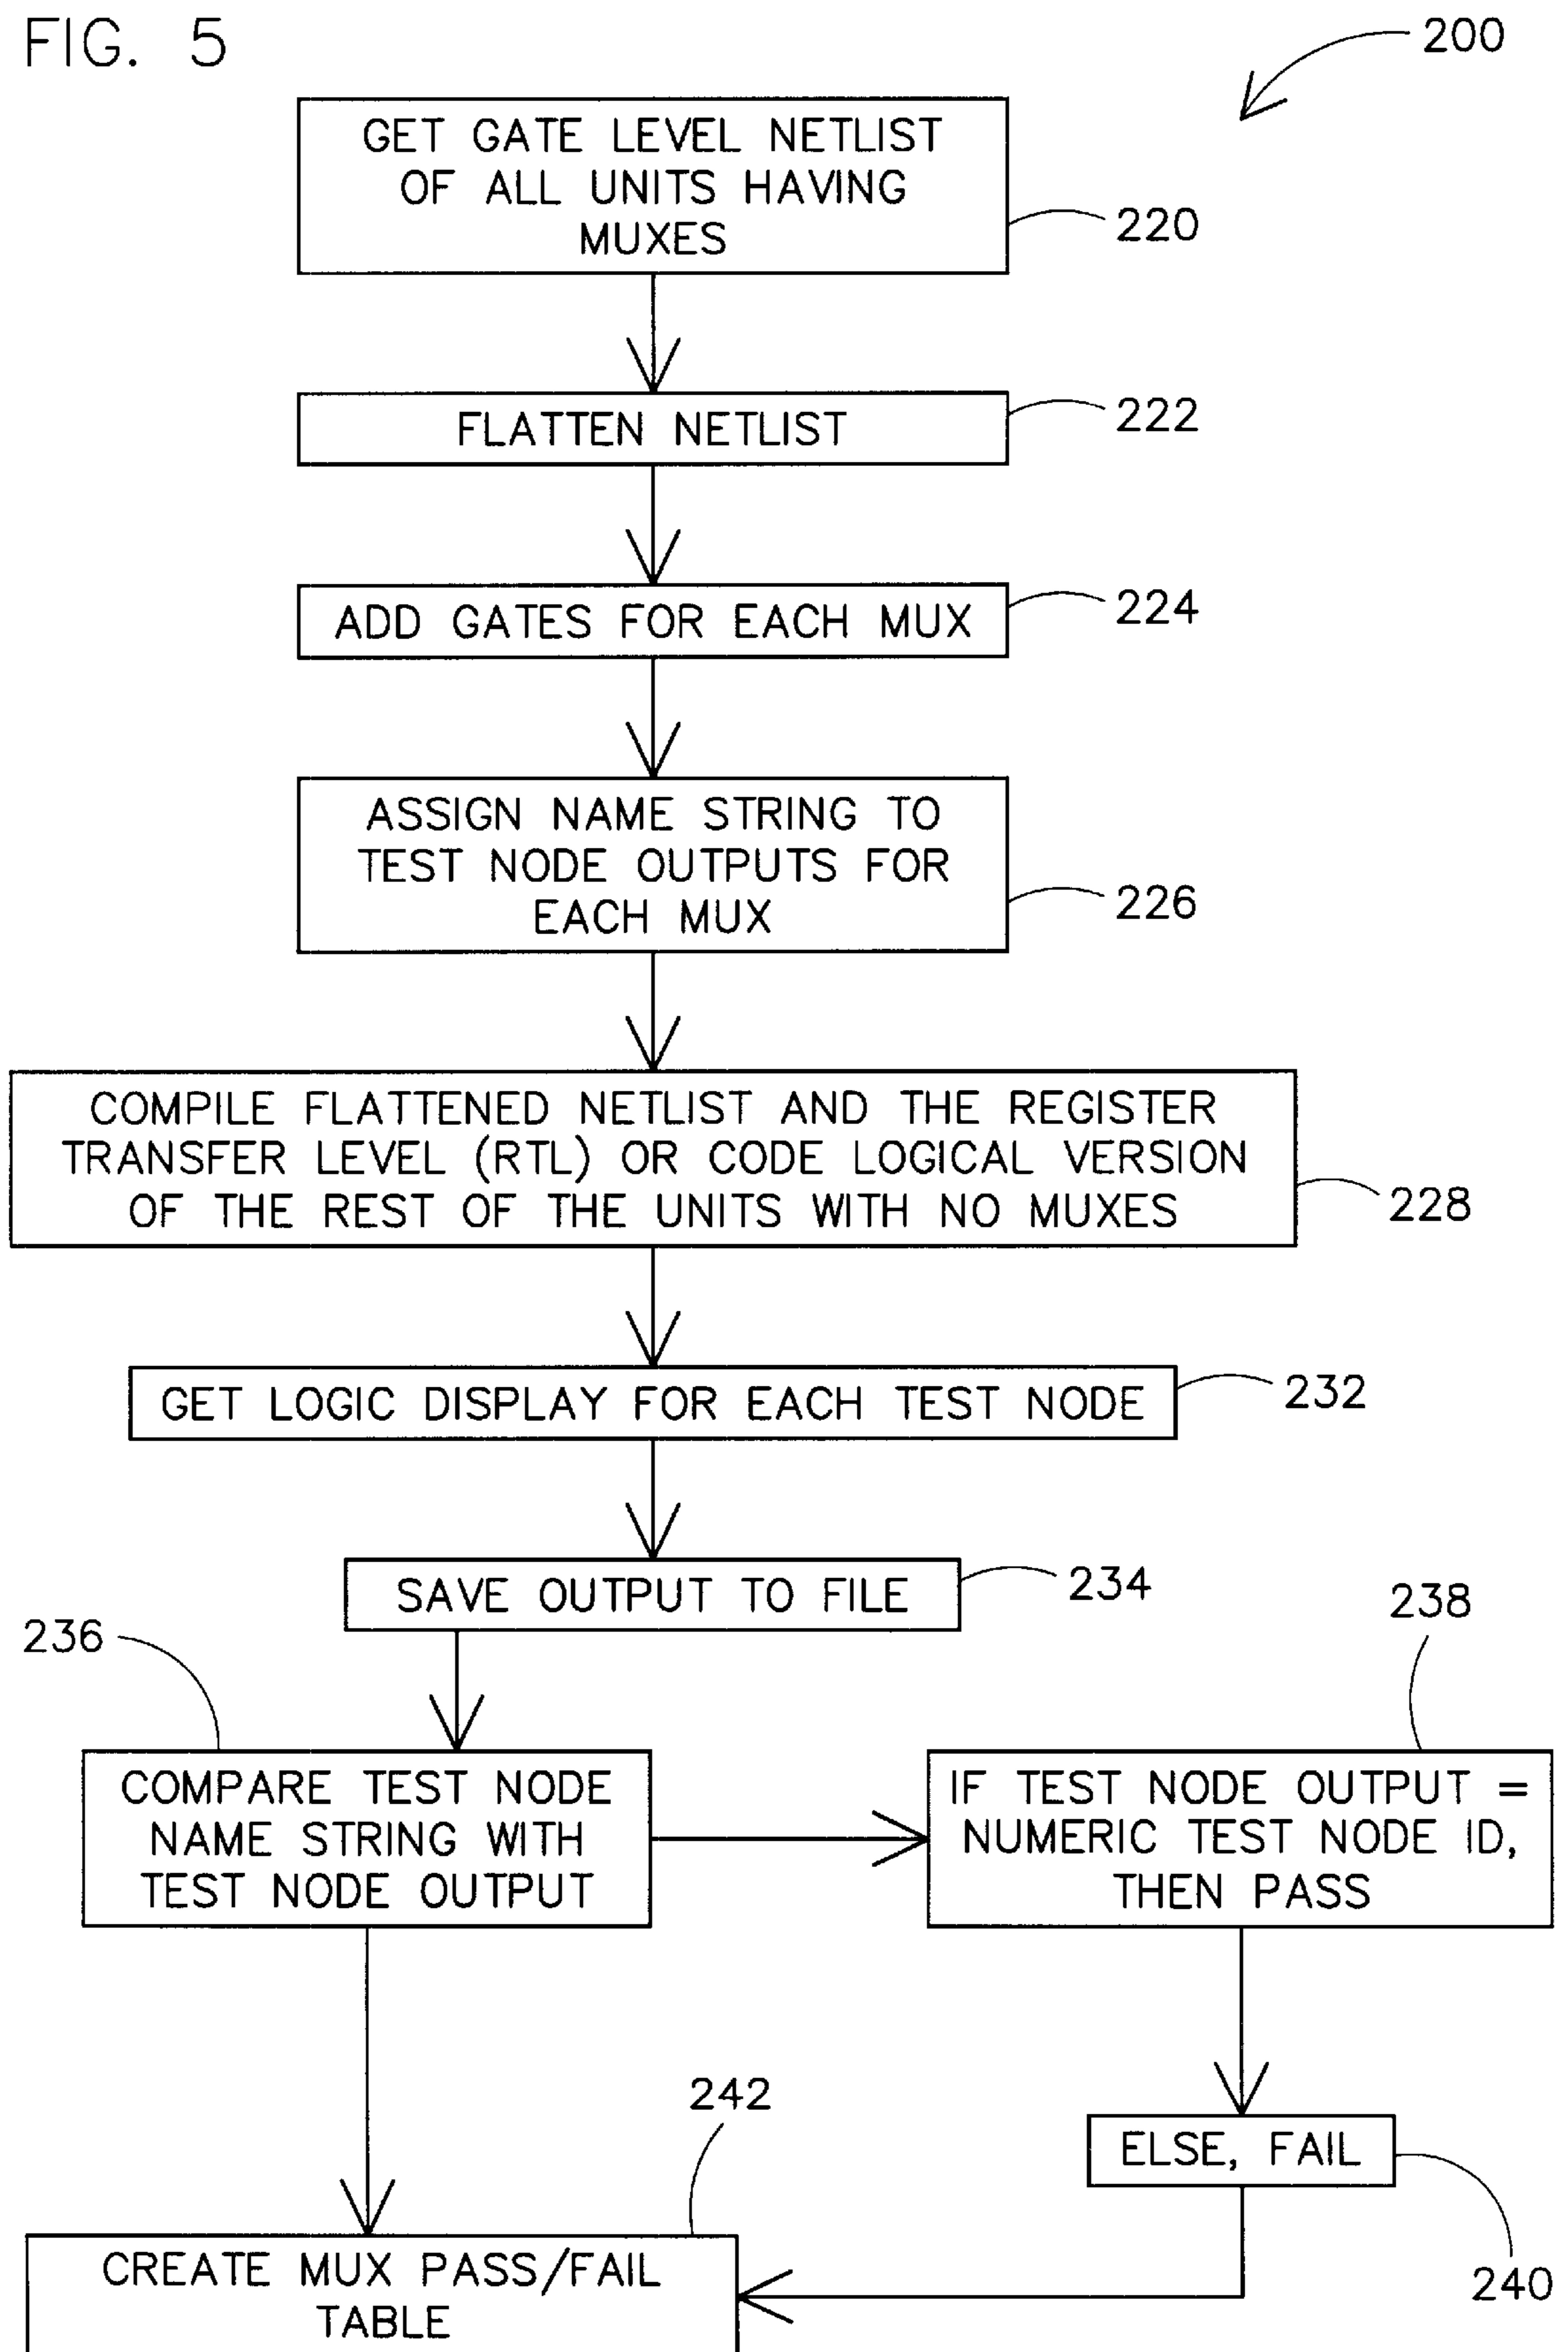 FIG. 5
200
GET GATE LEVEL NETLIST
OF ALL UNITS HAVING
MUXES
220
FLATTEN NETLIST
222
ADD GATES FOR EACH MUX
224
ASSIGN NAME STRING TO
TEST NODE OUTPUTS FOR
EACH MUX
226
COMPILE FLATTENED NETLIST AND THE REGISTER
TRANSFER LEVEL (RTL) OR CODE LOGICAL VERSION
OF THE REST OF THE UNITS WITH NO MUXES
228
GET LOGIC DISPLAY FOR EACH TEST NODE
232
SAVE OUTPUT TO FILE
234
236
COMPARE TEST NODE
NAME STRING WITH
TEST NODE OUTPUT
238
IF TEST NODE OUTPUT =
NUMERIC TEST NODE ID,
THEN PASS
ELSE, FAIL
240
242
CREATE MUX PASS/FAIL
TABLE